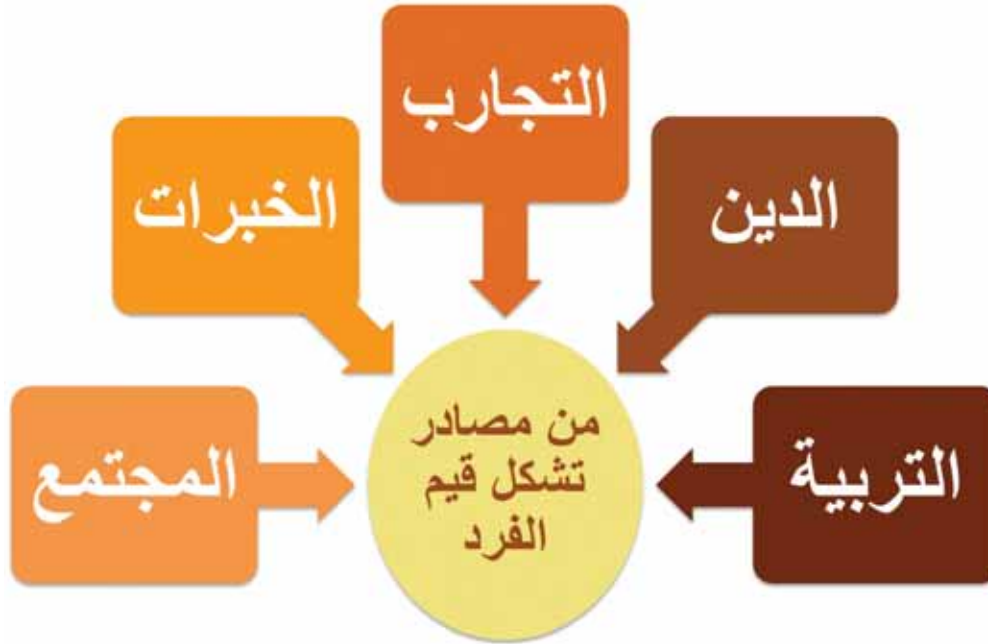 التجارب
الدين
الخبرات
التربية
المجتمع
من مصادر
تشكل قيم
الفرد